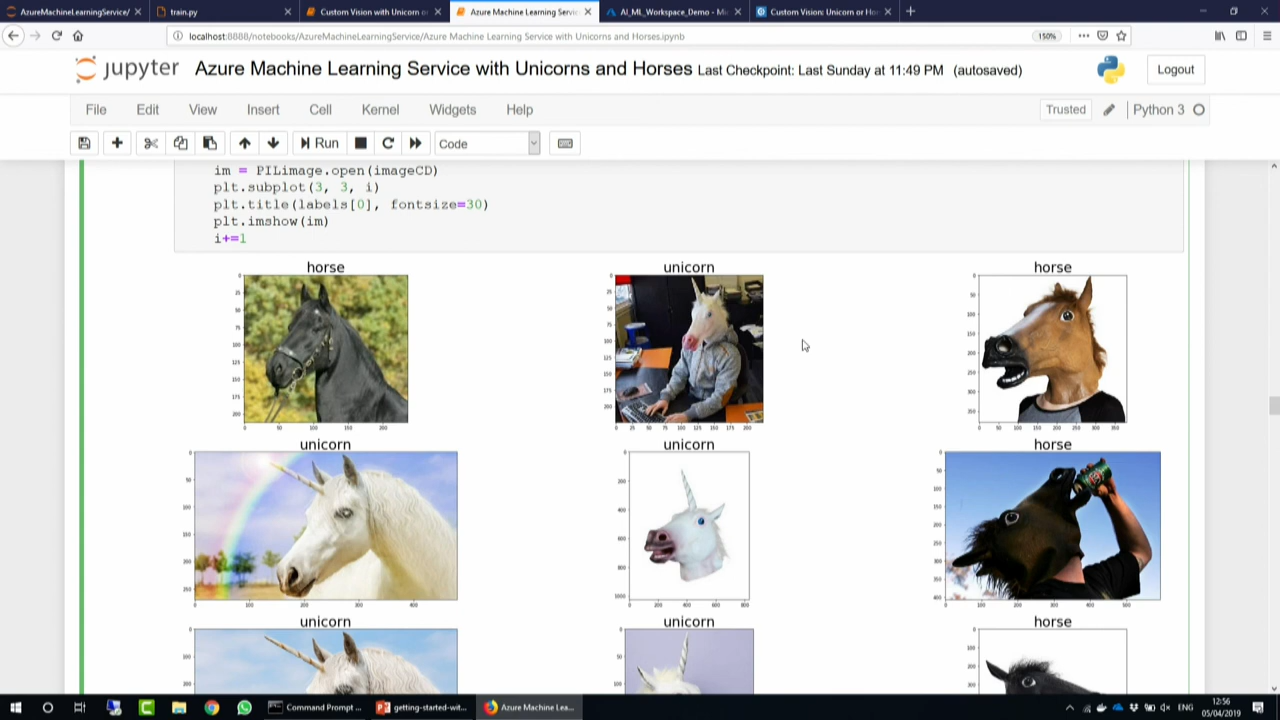 AzureMachineLearningService/
train.py
Custom Vision with Unicorn o
Azure Machine Learning Servic
AI_ML_Workspace_Demo - Mi
Custom Vision: Unicorn or Hor
localhost:8888/notebooks/AzureMachineLearningService/Azure Machine Learning Service with Unicorns and Horses.ipynb
150%
jupyter Azure Machine Learning Service with Unicorns and Horses Last Checkpoint: Last Sunday at 11:49 PM (autosaved)
Logout
File Edit View Insert Cell Kernel Widgets Help
Trusted Python 3
Run Code
im = PILimage.open(imageCD)
plt.subplot(3, 3, i)
plt.title(labels[0], fontsize=30)
plt.imshow(im)
i+=1
horse unicorn horse
unicorn unicorn horse
unicorn unicorn horse
Command Prompt ...
getting-started-wit...
Azure Machine Lea...
ENG
12:56
05/04/2019